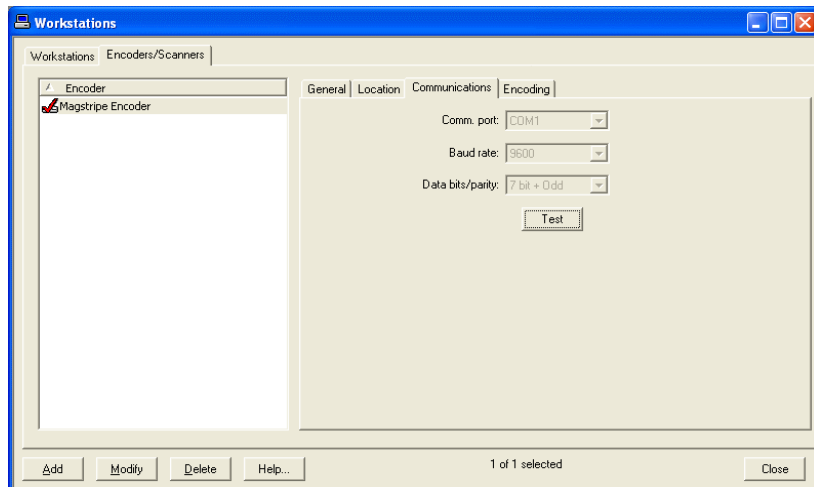 Workstations
Workstations Encoders/Scanners
Encoder
Magstripe Encoder
General Location Communications Encoding
Comm. port: COM1
Baud rate: 9600
Data bits/parity: 7 bit + Odd
Test
Add Modify Delete Help... 1 of 1 selected Close